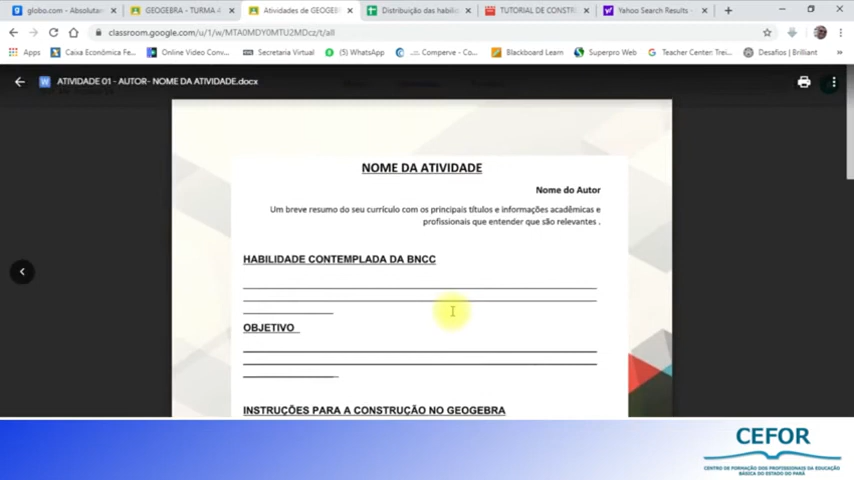 globo.com - Absolutam
GEOGEBRA - TURMA 4
Atividades de GEOGEB
Distribuição das habilid
TUTORIAL DE CONSTR
Yahoo Search Results -
classroom.google.com/u/1/w/MTA0MDY0MTU2MDcz/t/all
Apps
Caixa Econômica Fe...
Online Video Conv...
Secretaria Virtual
(5) WhatsApp
.:: Comperve - Co...
Blackboard Learn
Superpro Web
Teacher Center: Trei...
Desafios | Brilliant
ATIVIDADE 01 - AUTOR- NOME DA ATIVIDADE.docx
NOME DA ATIVIDADE
Nome do Autor
Um breve resumo do seu currículo com os principais títulos e informações acadêmicas e
profissionais que entender que são relevantes .
HABILIDADE CONTEMPLADA DA BNCC
OBJETIVO
INSTRUÇÕES PARA A CONSTRUÇÃO NO GEOGEBRA
CEFOR
CENTRO DE FORMAÇÃO DOS PROFISSIONAIS DA EDUCAÇÃO
BÁSICA DO ESTADO DO PARÁ